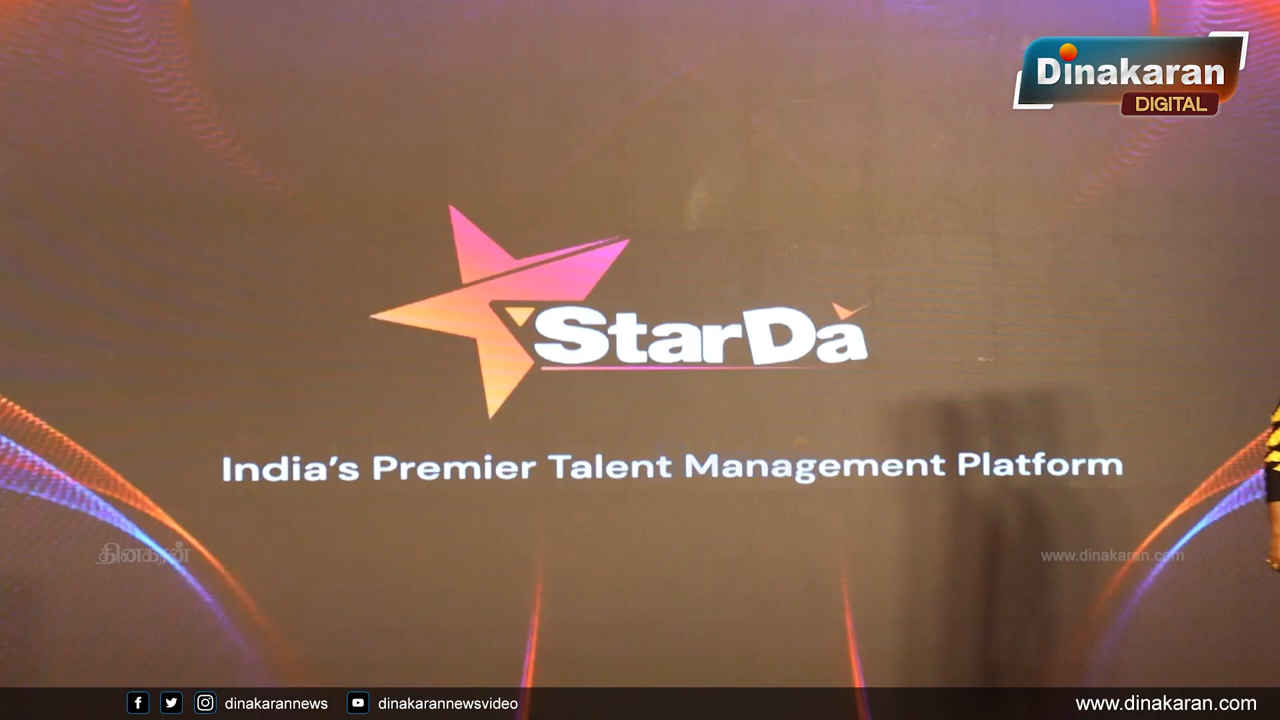 Dinakaran
DIGITAL
StarDa
India's Premier Talent Management Platform
தினகரன்
www.dinakaran.com
dinakarannews
dinakarannewsvideo
www.dinakaran.com